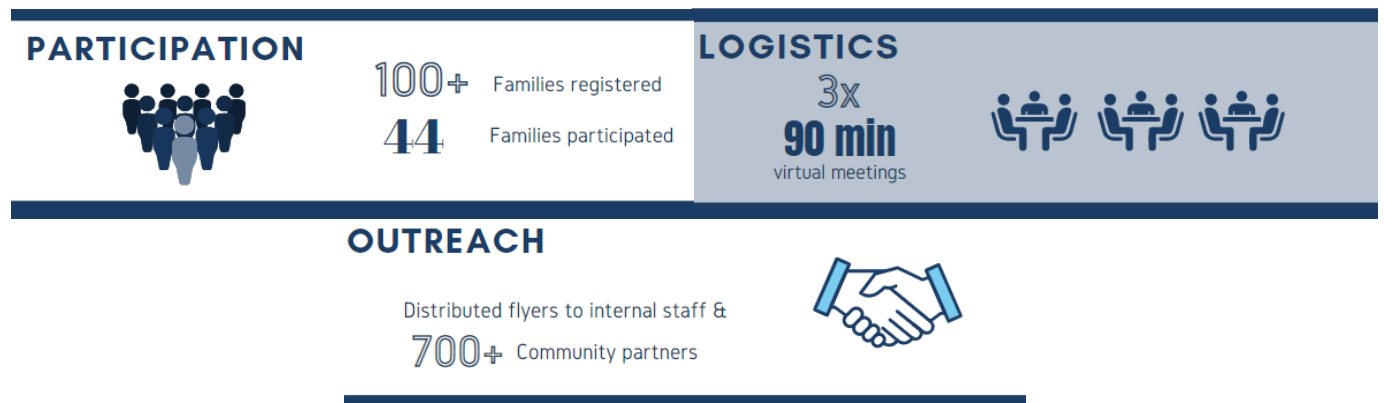 PARTICIPATION
100+ Families registered
44 Families participated
LOGISTICS
3x
90 min
virtual meetings
OUTREACH
Distributed flyers to internal staff &
700+ Community partners